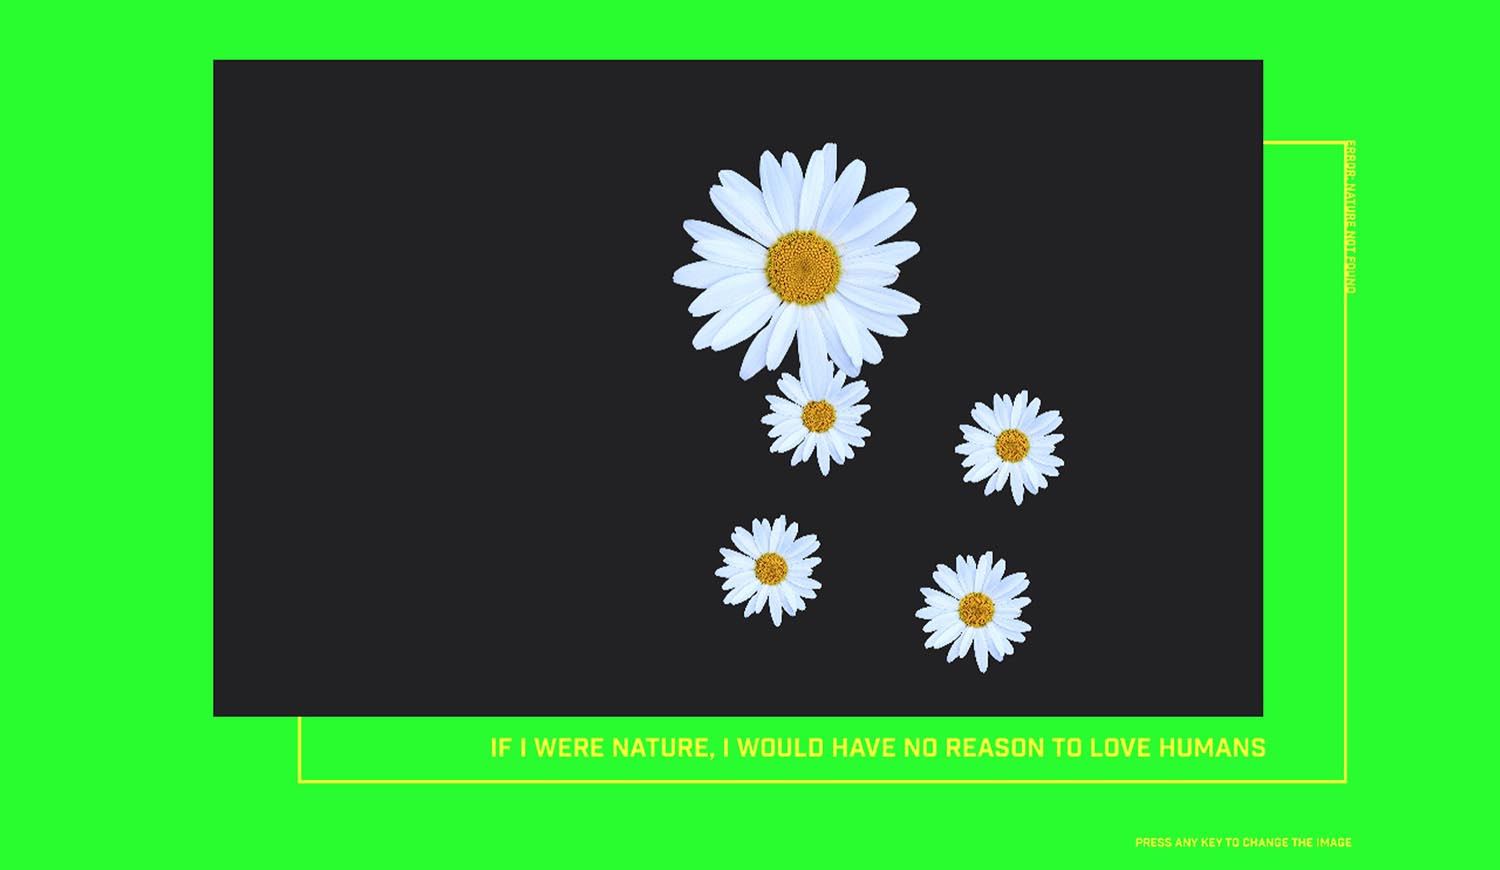 ERROR: NATURE NOT FOUND
IF I WERE NATURE, I WOULD HAVE NO REASON TO LOVE HUMANS
PRESS ANY KEY TO CHANGE THE IMAGE